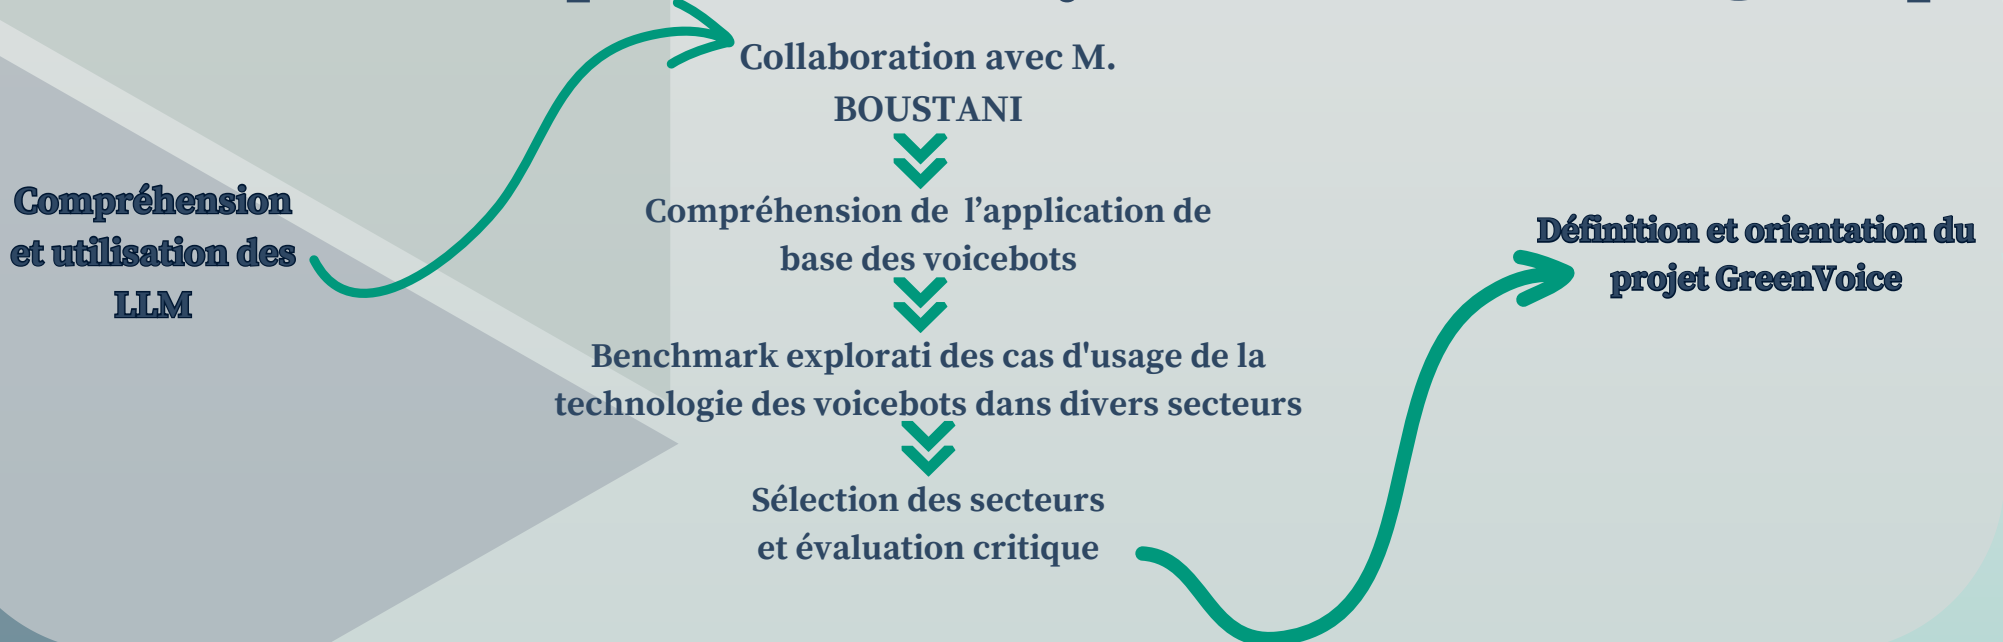 Compréhension
et utilisation des
LLM
Collaboration avec M.
BOUSTANI
Compréhension de l’application de
base des voicebots
Benchmark explorati des cas d'usage de la
technologie des voicebots dans divers secteurs
Sélection des secteurs
et évaluation critique
Définition et orientation du
projet GreenVoice